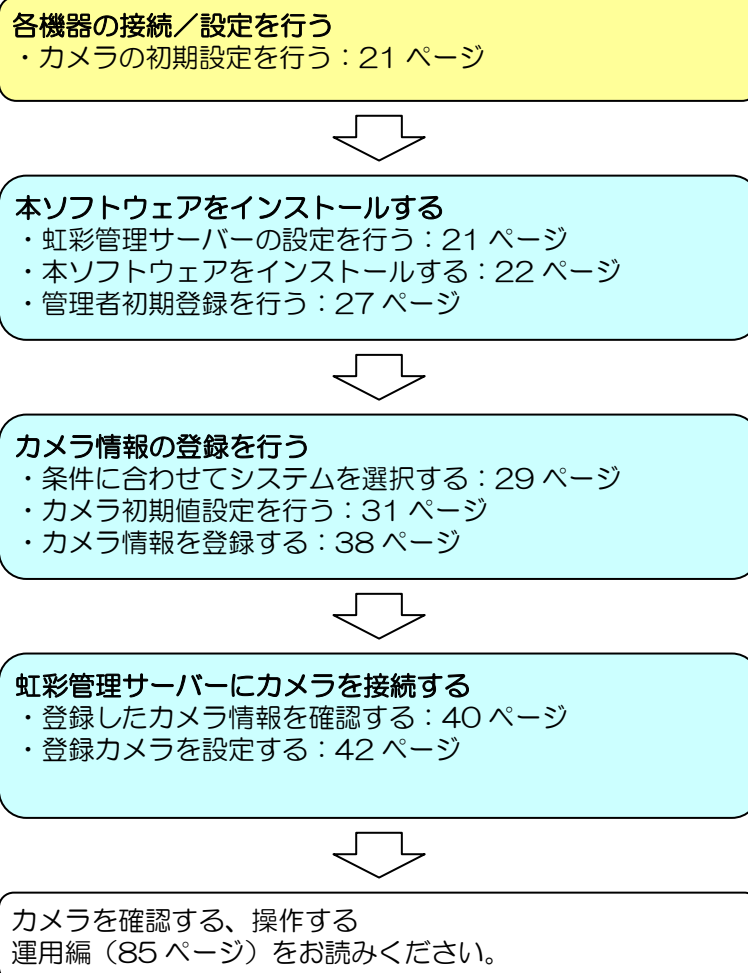 各機器の接続／設定を行う
・カメラの初期設定を行う：21 ページ
本ソフトウェアをインストールする
・虹彩管理サーバーの設定を行う：21 ページ
・本ソフトウェアをインストールする：22 ページ
・管理者初期登録を行う：27 ページ
カメラ情報の登録を行う
・条件に合わせてシステムを選択する：29 ページ
・カメラ初期値設定を行う：31 ページ
・カメラ情報を登録する：38 ページ
虹彩管理サーバーにカメラを接続する
・登録したカメラ情報を確認する：40 ページ
・登録カメラを設定する：42 ページ
カメラを確認する、操作する
運用編（85 ページ）をお読みください。